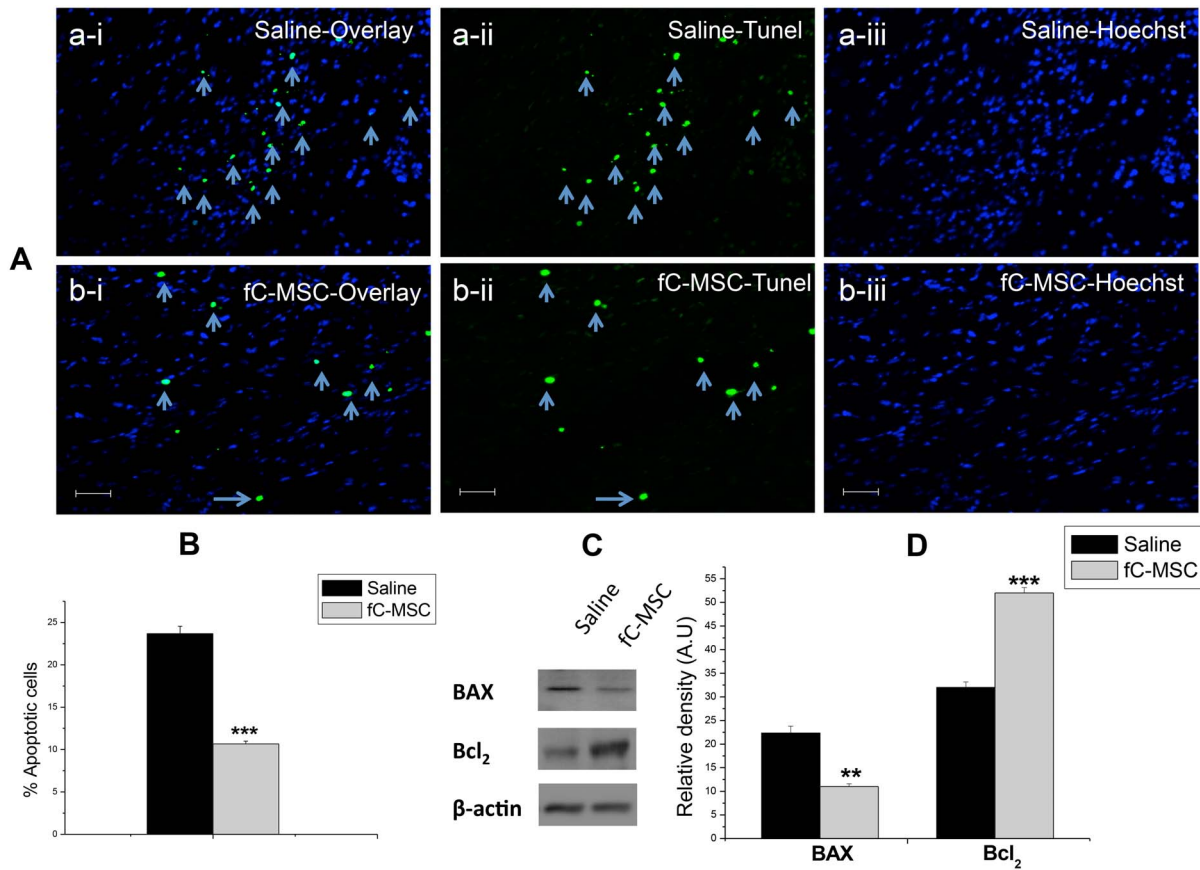 a-i Saline-Overlay
a-ii Saline-Tunel
a-iii Saline-Hoechst
A
b-i fC-MSC-Overlay
b-ii fC-MSC-Tunel
b-iii fC-MSC-Hoechst
B
Saline
fC-MSC
% Apoptotic cells
25
20
15
10
5
0
***
C
Saline
fC-MSC
BAX
Bcl₂
β-actin
D
Saline
fC-MSC
Relative density (A.U)
55
50
45
40
35
30
25
20
15
10
5
0
**
***
BAX
Bcl₂